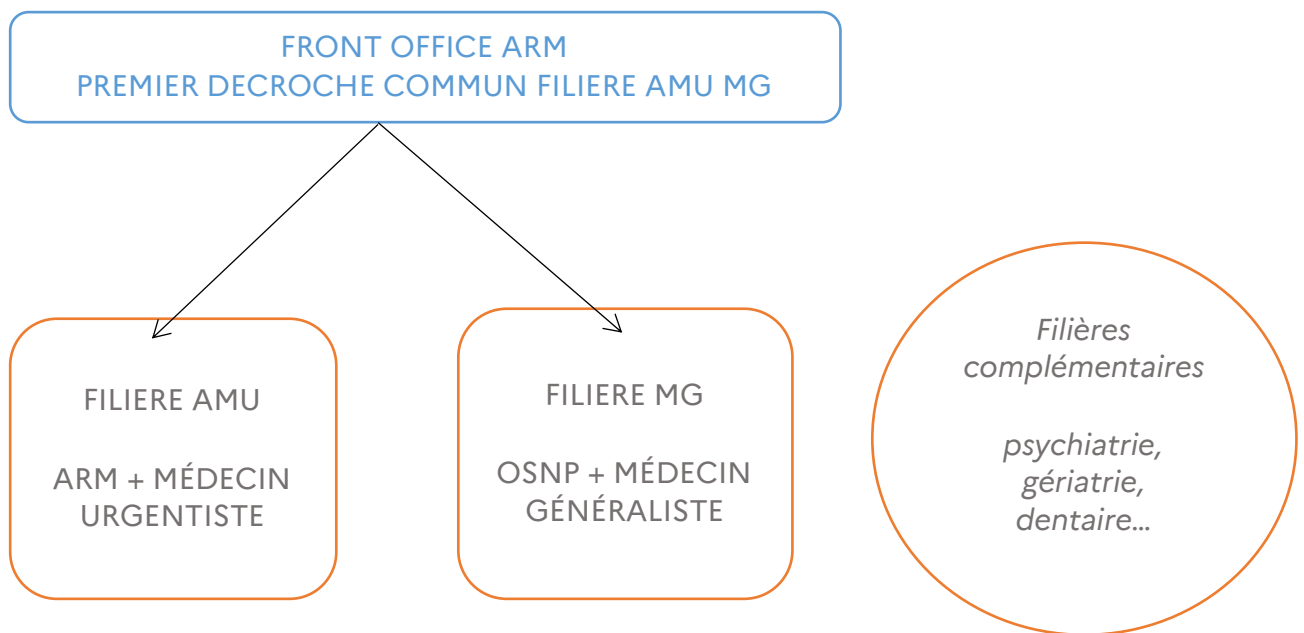 FRONT OFFICE ARM
PREMIER DECROCHE COMMUN FILIERE AMU MG
FILIERE AMU
ARM + MÉDECIN
URGENTISTE
FILIERE MG
OSNP + MÉDECIN
GÉNÉRALISTE
Filières
complémentaires
psychiatrie,
gériatrie,
dentaire…